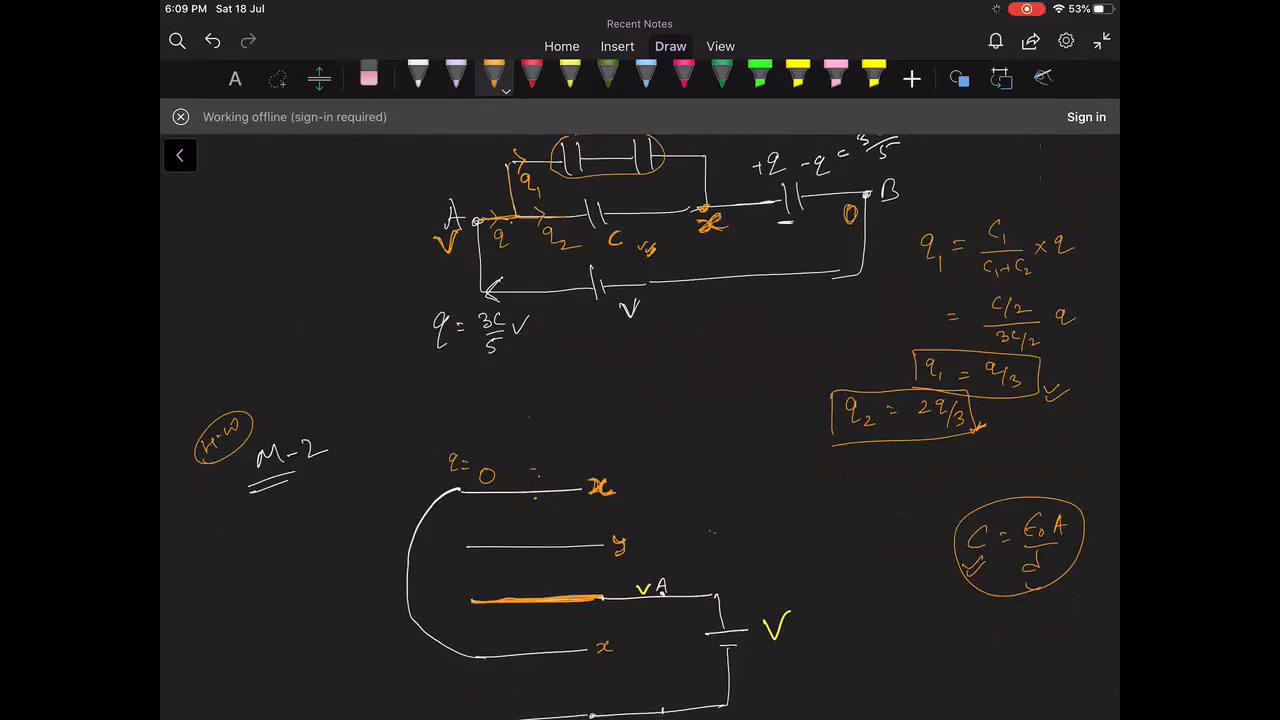 6:09 PM Sat 18 Jul
53%
Recent Notes
Home Insert Draw View
A
Working offline (sign-in required)
Sign in
+q -q = 3C/5
q1
A
B
V
q
q2
C
x
0
V
q = 3C/5 V
q1 = C1/(C1+C2) × q
= (C/2)/(3C/2) q
q1 = q/3
q2 = 2q/3
H-W
M-2
q = 0
x
y
V A
V
x
C = ε0A/d